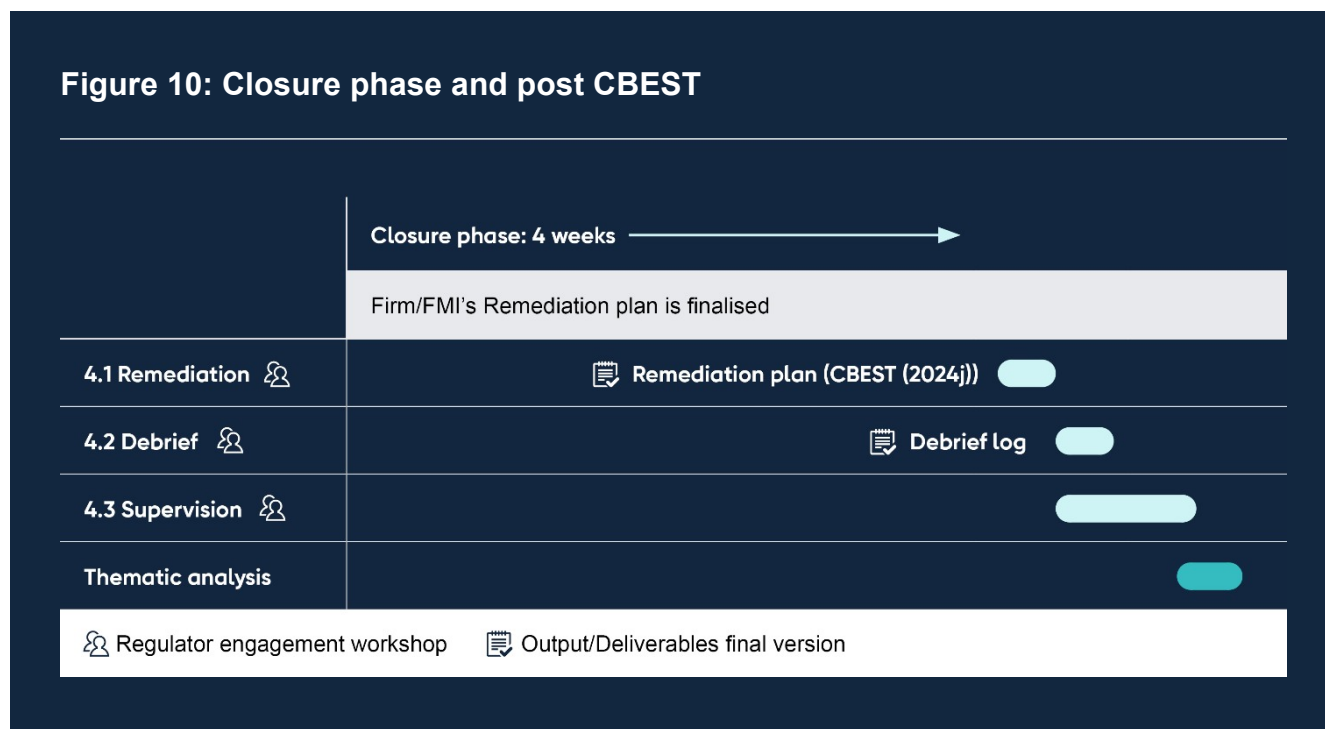 Figure 10: Closure phase and post CBEST
Closure phase: 4 weeks
Firm/FMI's Remediation plan is finalised
4.1 Remediation
Remediation plan (CBEST (2024j))
4.2 Debrief
Debrief log
4.3 Supervision
Thematic analysis
Regulator engagement workshop
Output/Deliverables final version